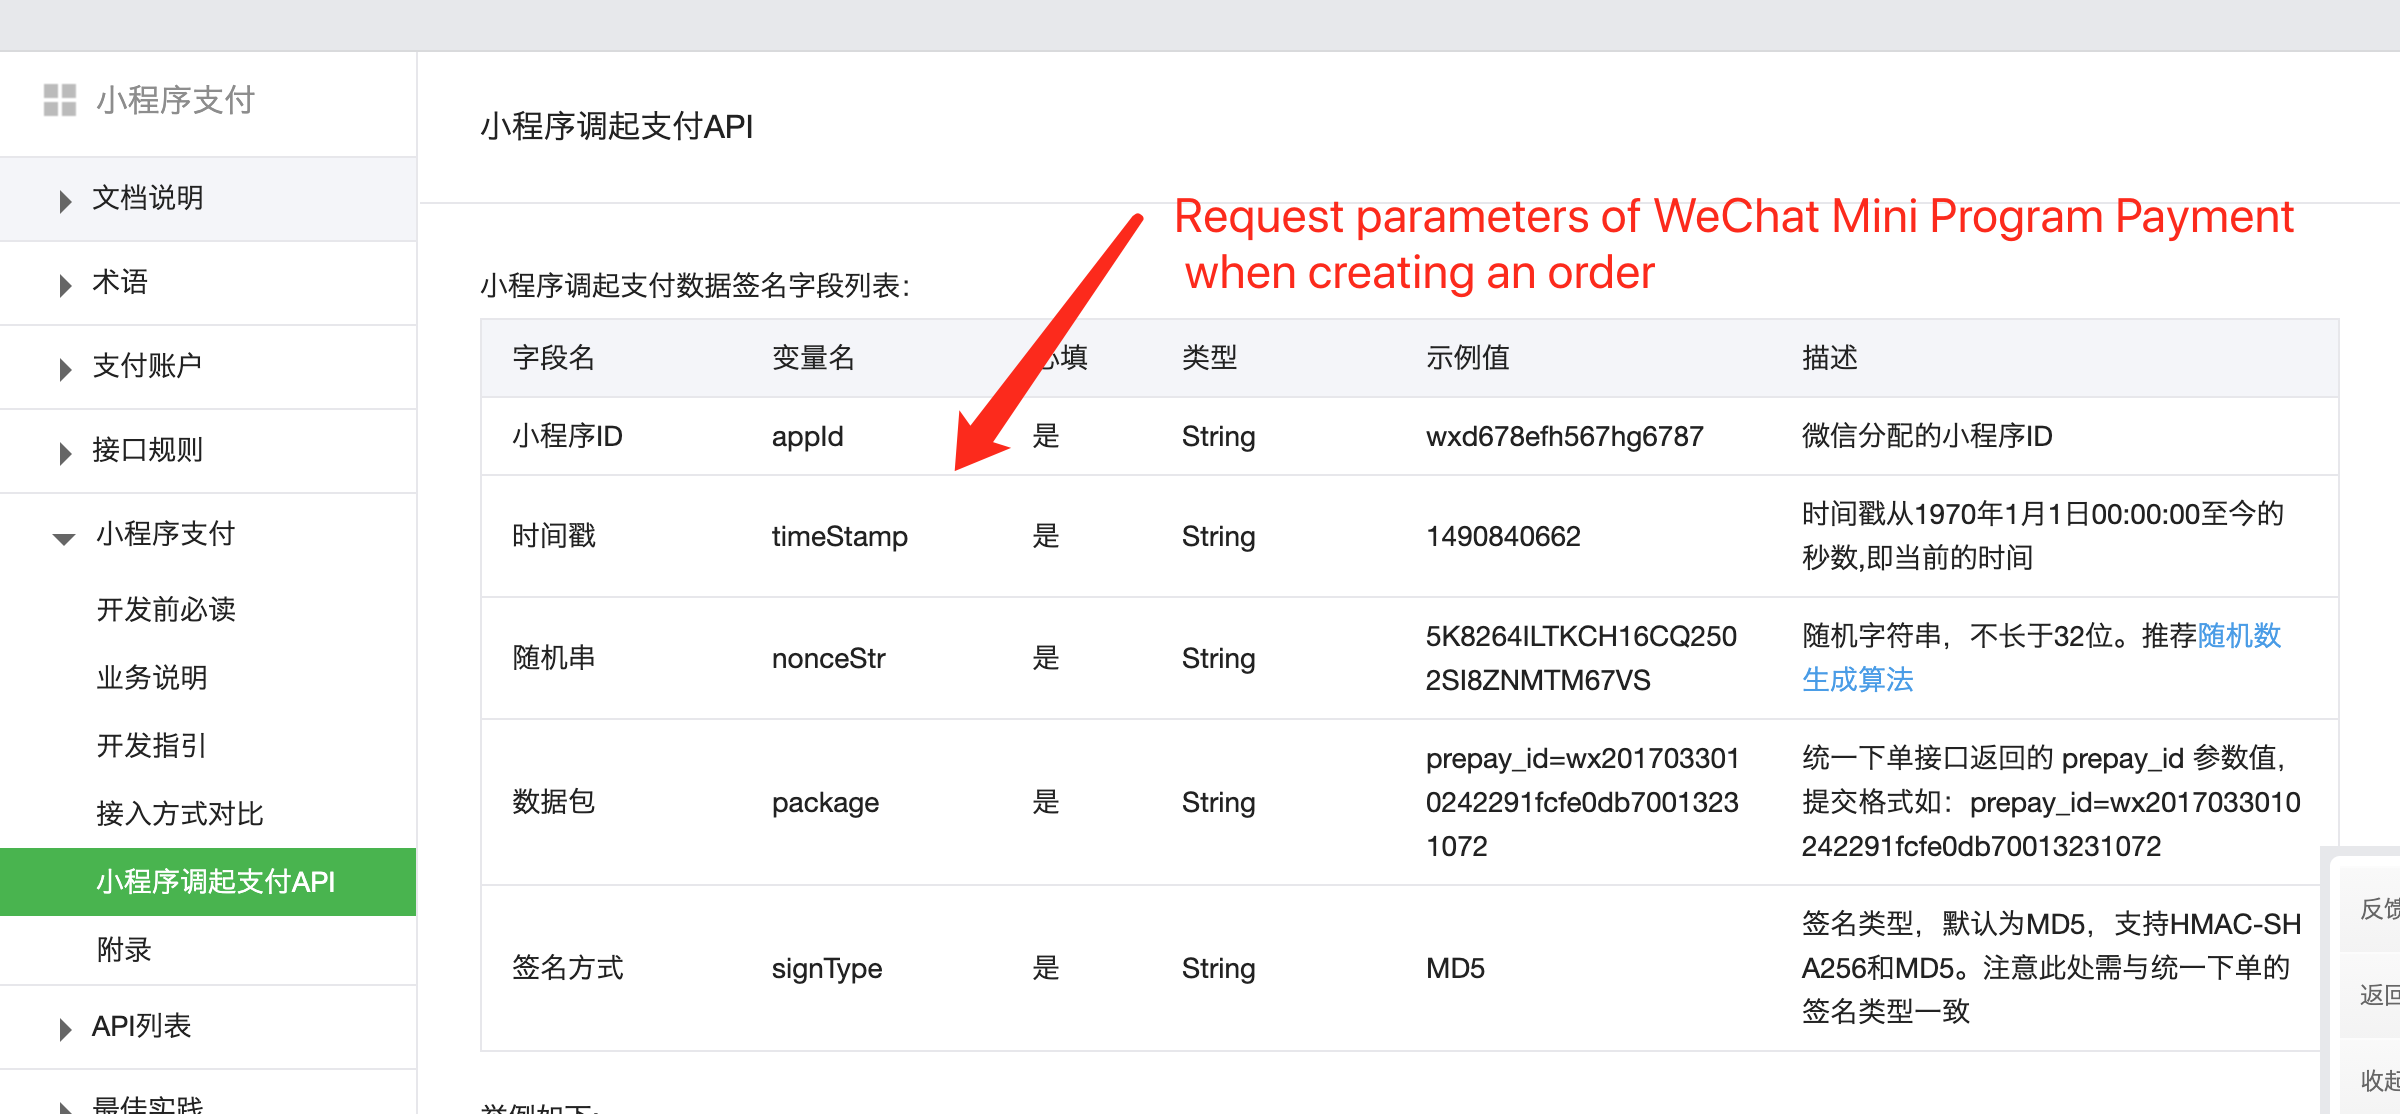 小程序支付
文档说明
术语
支付账户
接口规则
小程序支付
开发前必读
业务说明
开发指引
接入方式对比
小程序调起支付API
附录
API列表
最佳实践
小程序调起支付API
Request parameters of WeChat Mini Program Payment
when creating an order
小程序调起支付数据签名字段列表：
字段名 变量名 必填 类型 示例值 描述
小程序ID appId 是 String wxd678efh567hg6787 微信分配的小程序ID
时间戳 timeStamp 是 String 1490840662 时间戳从1970年1月1日00:00:00至今的
秒数,即当前的时间
随机串 nonceStr 是 String 5K8264ILTKCH16CQ250
2SI8ZNMTM67VS
随机字符串，不长于32位。推荐随机数
生成算法
数据包 package 是 String prepay_id=wx201703301
0242291fcfe0db7001323
1072
统一下单接口返回的 prepay_id 参数值，
提交格式如：prepay_id=wx2017033010
242291fcfe0db70013231072
签名方式 signType 是 String MD5 签名类型，默认为MD5，支持HMAC-SH
A256和MD5。注意此处需与统一下单的
签名类型一致
举例如下：
反馈
返回
收起